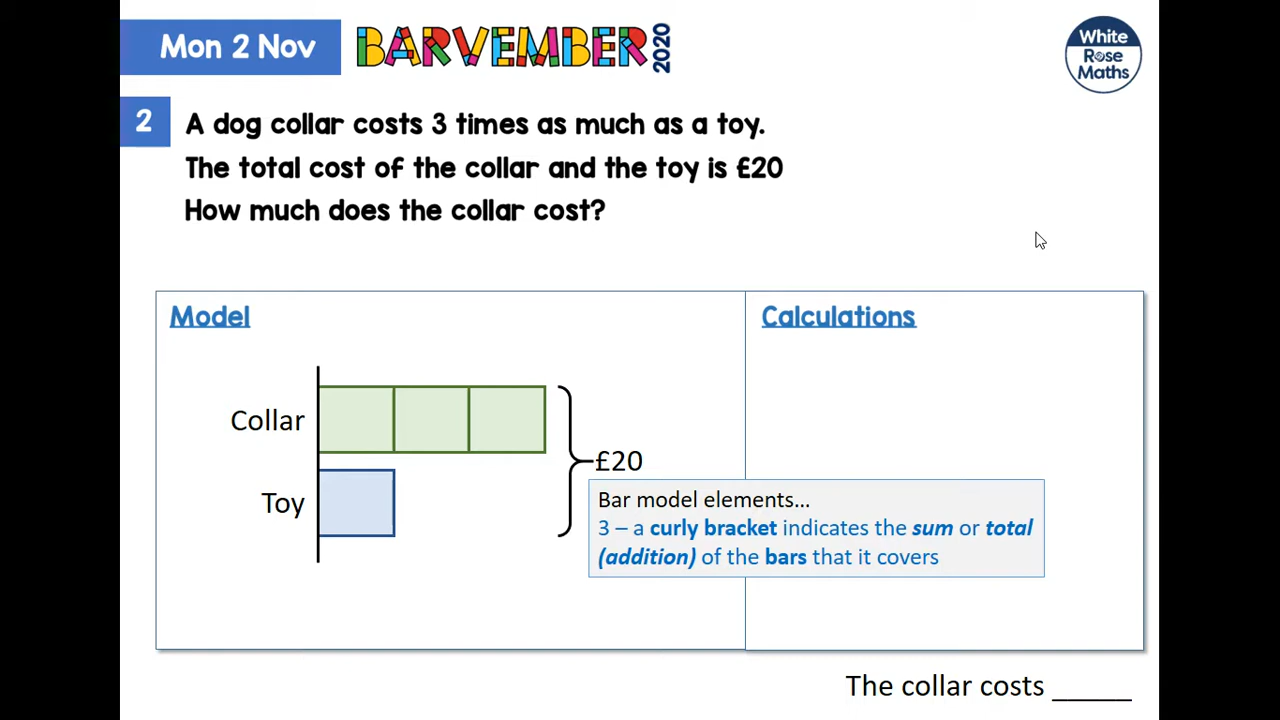 Mon 2 Nov
BARVEMBER 2020
White
Rose
Maths
2
A dog collar costs 3 times as much as a toy.
The total cost of the collar and the toy is £20
How much does the collar cost?
Model
Calculations
Collar
£20
Toy
Bar model elements...
3 – a curly bracket indicates the sum or total
(addition) of the bars that it covers
The collar costs _____